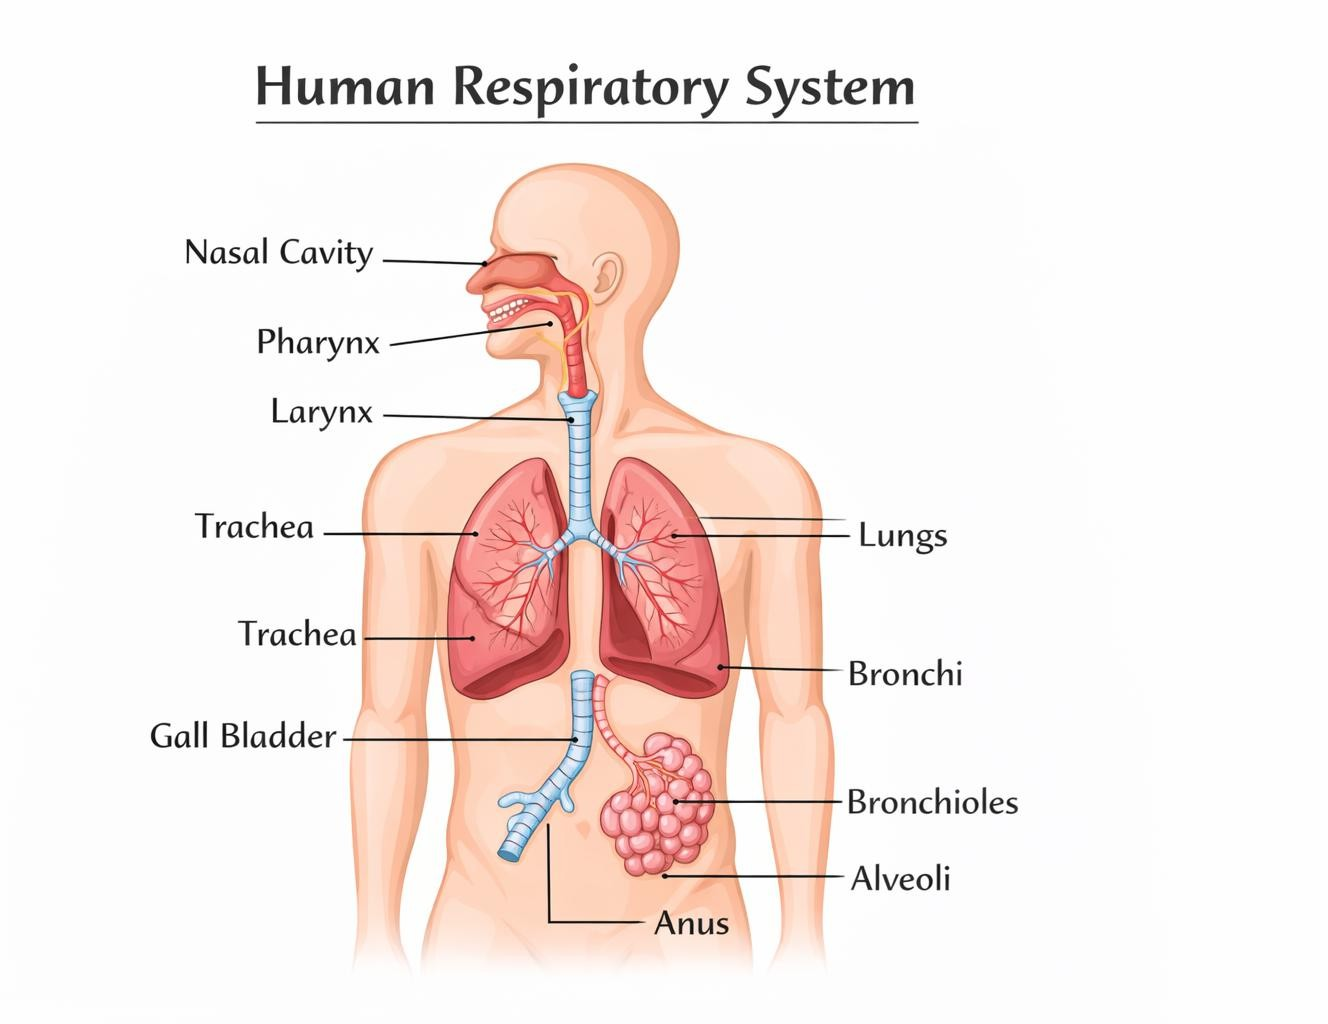 Human Respiratory System
Nasal Cavity
Pharynx
Larynx
Trachea
Lungs
Trachea
Bronchi
Gall Bladder
Bronchioles
Alveoli
Anus